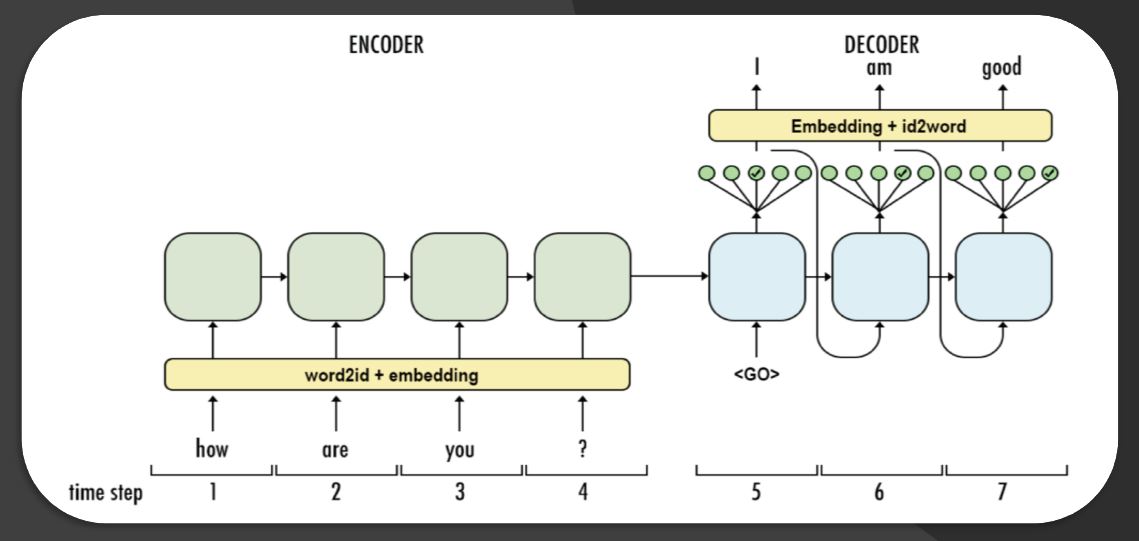 ENCODER
DECODER
I am good
Embedding + id2word
<GO>
word2id + embedding
how are you ?
time step 1 2 3 4 5 6 7